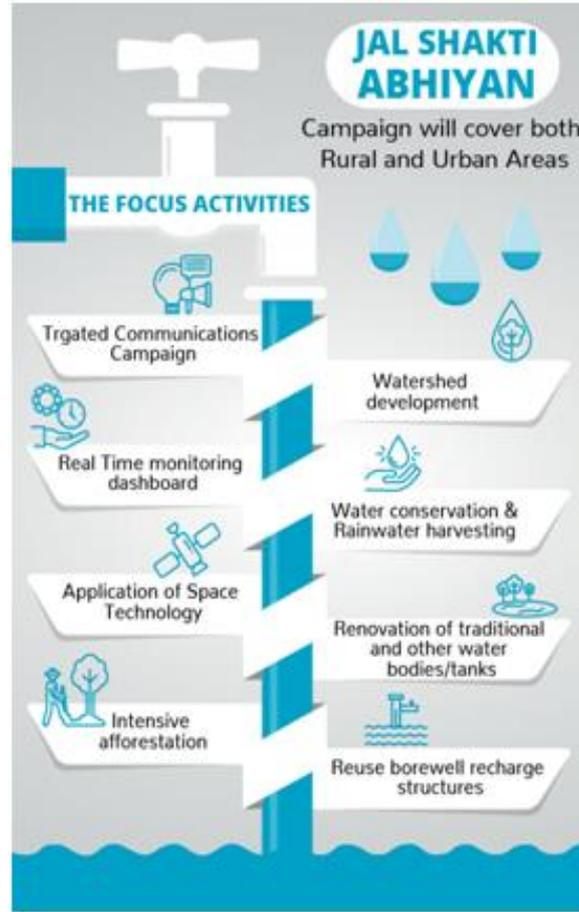 JAL SHAKTI
ABHIYAN
Campaign will cover both
Rural and Urban Areas
THE FOCUS ACTIVITIES
Trgated Communications
Campaign
Watershed
development
Real Time monitoring
dashboard
Water conservation &
Rainwater harvesting
Application of Space
Technology
Renovation of traditional
and other water
bodies/tanks
Intensive
afforestation
Reuse borewell recharge
structures